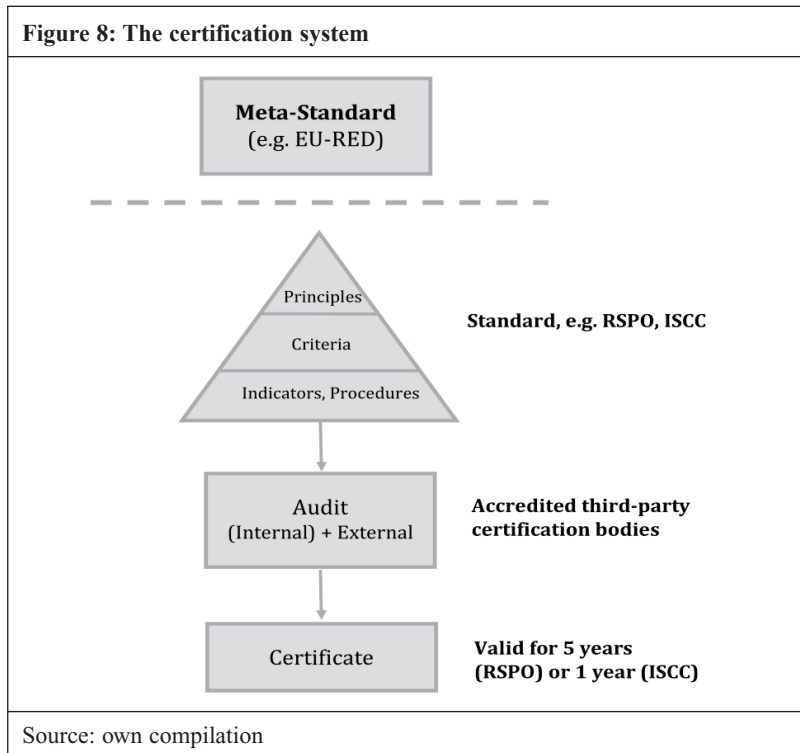 Figure 8: The certification system
Meta-Standard
(e.g. EU-RED)
Principles
Criteria
Indicators, Procedures
Standard, e.g. RSPO, ISCC
Audit
(Internal) + External
Accredited third-party
certification bodies
Certificate
Valid for 5 years
(RSPO) or 1 year (ISCC)
Source: own compilation